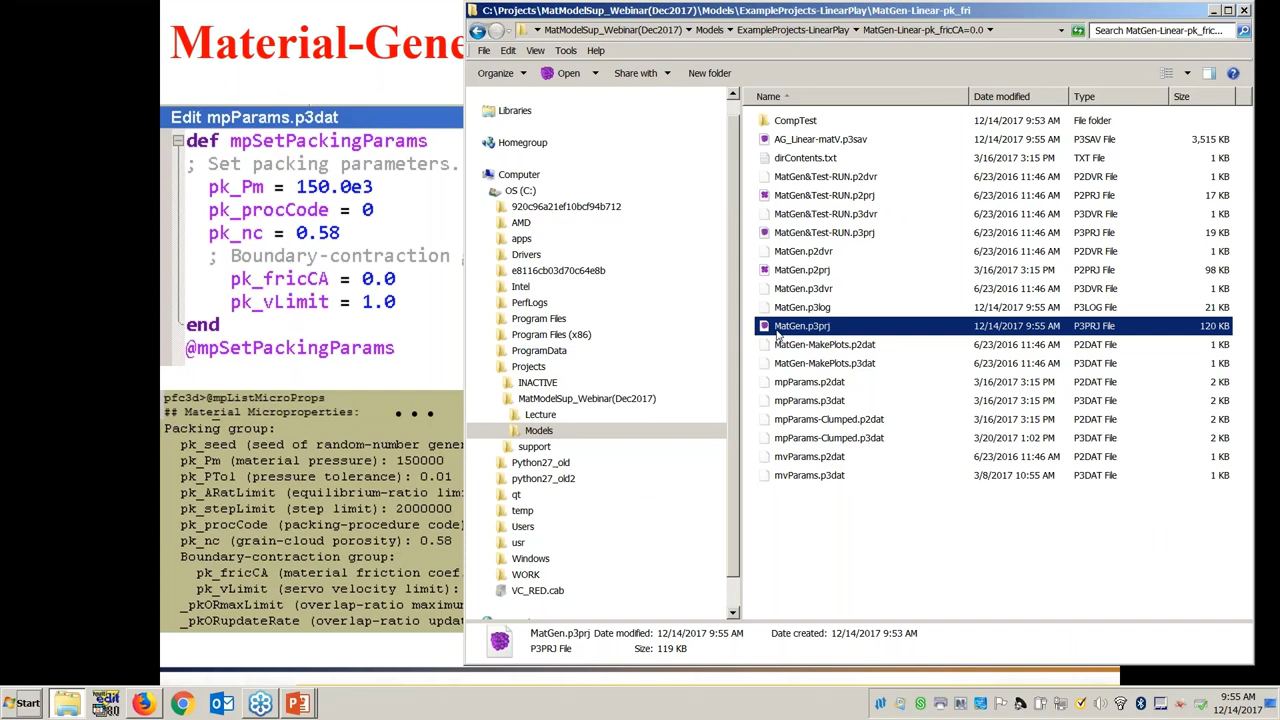 Material-Gene
Edit mpParams.p3dat
def mpSetPackingParams
; Set packing parameters.
pk_Pm = 150.0e3
pk_procCode = 0
pk_nc = 0.58
; Boundary-contraction
pk_fricCA = 0.0
pk_vLimit = 1.0
end
@mpSetPackingParams
pfc3d>@mpListMicroProps
## Material Microproperties: • • •
Packing group:
pk_seed (seed of random-number gener
pk_Pm (material pressure): 150000
pk_PTol (pressure tolerance): 0.01
pk_ARatLimit (equilibrium-ratio lim
pk_stepLimit (step limit): 2000000
pk_procCode (packing-procedure code)
pk_nc (grain-cloud porosity): 0.58
Boundary-contraction group:
pk_fricCA (material friction coef
pk_vLimit (servo velocity limit):
_pkORmaxLimit (overlap-ratio maximum
_pkORupdateRate (overlap-ratio updat
C:\Projects\MatModelSup_Webinar(Dec2017)\Models\ExampleProjects-LinearPlay\MatGen-Linear-pk_fri
MatModelSup_Webinar(Dec2017) Models ExampleProjects-LinearPlay MatGen-Linear-pk_fricCA=0.0
Search MatGen-Linear-pk_fric...
File Edit View Tools Help
Organize Open Share with New folder
Libraries
Homegroup
Computer
OS (C:)
920c96a21ef10bcf94b712
AMD
apps
Drivers
e8116cb03d70c64e8b
Intel
PerfLogs
Program Files
Program Files (x86)
ProgramData
Projects
INACTIVE
MatModelSup_Webinar(Dec2017)
Lecture
Models
support
Python27_old
python27_old2
qt
temp
Users
usr
Windows
WORK
VC_RED.cab
Name Date modified Type Size
CompTest 12/14/2017 9:53 AM File folder
AG_Linear-matV.p3sav 12/14/2017 9:55 AM P3SAV File 3,515 KB
dirContents.txt 3/16/2017 3:15 PM TXT File 1 KB
MatGen&Test-RUN.p2dvr 6/23/2016 11:46 AM P2DVR File 1 KB
MatGen&Test-RUN.p2prj 6/23/2016 11:46 AM P2PRJ File 17 KB
MatGen&Test-RUN.p3dvr 6/23/2016 11:46 AM P3DVR File 1 KB
MatGen&Test-RUN.p3prj 6/23/2016 11:46 AM P3PRJ File 19 KB
MatGen.p2dvr 6/23/2016 11:46 AM P2DVR File 1 KB
MatGen.p2prj 3/16/2017 3:15 PM P2PRJ File 98 KB
MatGen.p3dvr 6/23/2016 11:46 AM P3DVR File 1 KB
MatGen.p3log 12/14/2017 9:55 AM P3LOG File 21 KB
MatGen.p3prj 12/14/2017 9:55 AM P3PRJ File 120 KB
MatGen-MakePlots.p2dat 6/23/2016 11:46 AM P2DAT File 1 KB
MatGen-MakePlots.p3dat 6/23/2016 11:46 AM P3DAT File 1 KB
mpParams.p2dat 3/16/2017 3:15 PM P2DAT File 2 KB
mpParams.p3dat 3/16/2017 3:15 PM P3DAT File 2 KB
mpParams-Clumped.p2dat 3/16/2017 3:15 PM P2DAT File 2 KB
mpParams-Clumped.p3dat 3/20/2017 1:02 PM P3DAT File 2 KB
mvParams.p2dat 6/23/2016 11:46 AM P2DAT File 1 KB
mvParams.p3dat 3/8/2017 10:55 AM P3DAT File 1 KB
MatGen.p3prj Date modified: 12/14/2017 9:55 AM Date created: 12/14/2017 9:53 AM
P3PRJ File Size: 119 KB
Start
9:55 AM
12/14/2017